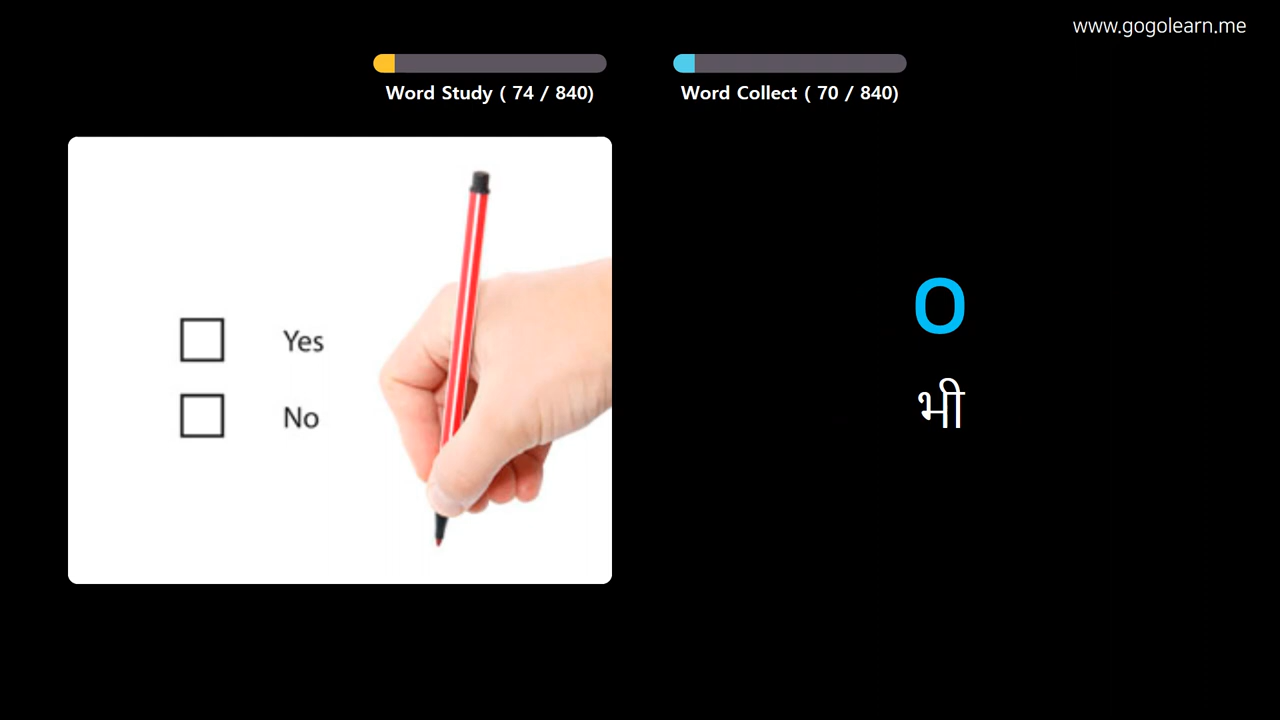 www.gogolearn.me
Word Study ( 74 / 840)
Word Collect ( 70 / 840)
Yes
No
o
भी